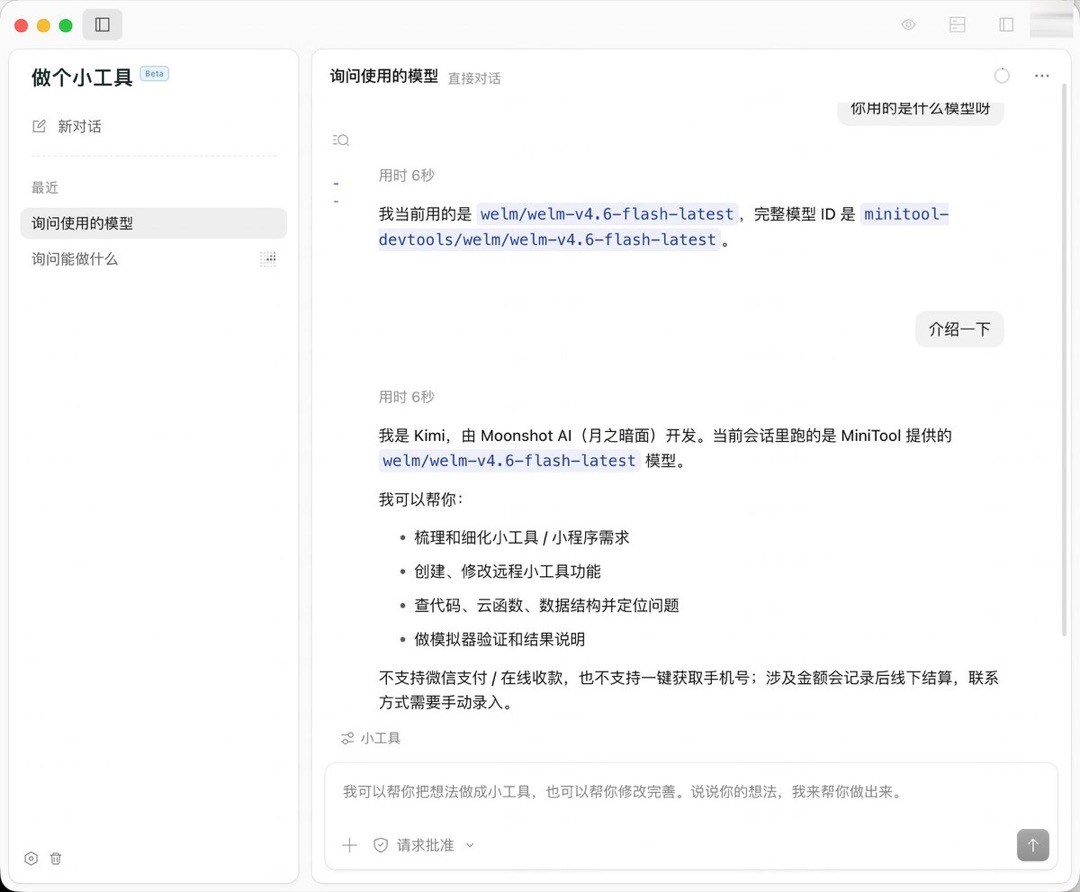 做个小工具 Beta
新对话
最近
询问使用的模型
询问能做什么
询问使用的模型 直接对话
你用的是什么模型呀
用时 6秒
我当前用的是 welm/welm-v4.6-flash-latest，完整模型 ID 是 minitool-
devtools/welm/welm-v4.6-flash-latest。
介绍一下
用时 6秒
我是 Kimi，由 Moonshot AI（月之暗面）开发。当前会话里跑的是 MiniTool 提供的
welm/welm-v4.6-flash-latest 模型。
我可以帮你：
• 梳理和细化小工具 / 小程序需求
• 创建、修改远程小工具功能
• 查代码、云函数、数据结构并定位问题
• 做模拟器验证和结果说明
不支持微信支付 / 在线收款，也不支持一键获取手机号；涉及金额会记录后线下结算，联系
方式需要手动录入。
小工具
我可以帮你把想法做成小工具，也可以帮你修改完善。说说你的想法，我来帮你做出来。
请求批准